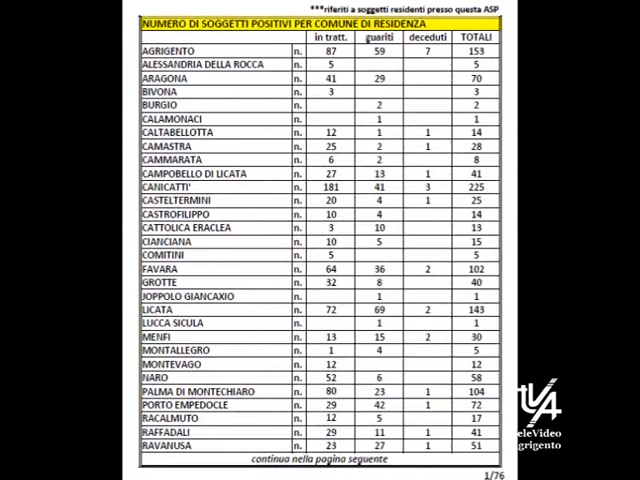 ***riferiti a soggetti residenti presso questa ASP
NUMERO DI SOGGETTI POSITIVI PER COMUNE DI RESIDENZA
in tratt. guariti deceduti TOTALI
AGRIGENTO n. 87 59 7 153
ALESSANDRIA DELLA ROCCA n. 5 5
ARAGONA n. 41 29 70
BIVONA n. 3 3
BURGIO n. 2 2
CALAMONACI n. 1 1
CALTABELLOTTA n. 12 1 1 14
CAMASTRA n. 25 2 1 28
CAMMARATA n. 6 2 8
CAMPOBELLO DI LICATA n. 27 13 1 41
CANICATTI' n. 181 41 3 225
CASTELTERMINI n. 20 4 1 25
CASTROFILIPPO n. 10 4 14
CATTOLICA ERACLEA n. 3 10 13
CIANCIANA n. 10 5 15
COMITINI n. 5 5
FAVARA n. 64 36 2 102
GROTTE n. 32 8 40
JOPPOLO GIANCAXIO n. 1 1
LICATA n. 72 69 2 143
LUCCA SICULA n. 1 1
MENFI n. 13 15 2 30
MONTALLEGRO n. 1 4 5
MONTEVAGO n. 12 12
NARO n. 52 6 58
PALMA DI MONTECHIARO n. 80 23 1 104
PORTO EMPEDOCLE n. 29 42 1 72
RACALMUTO n. 12 5 17
RAFFADALI n. 29 11 1 41
RAVANUSA n. 23 27 1 51
continua nella pagina seguente
1/76
tVA
TeleVideo
Agrigento